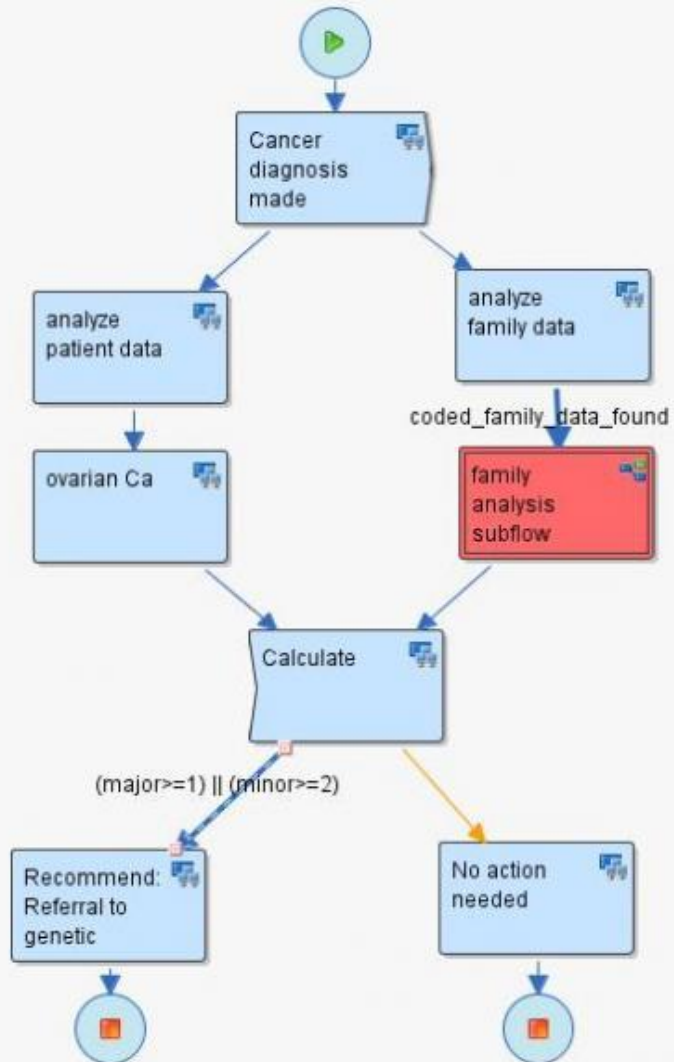 Cancer
diagnosis
made
analyze
patient data
analyze
family data
coded_family_data_found
ovarian Ca
family
analysis
subflow
Calculate
(major>=1) || (minor>=2)
Recommend:
Referral to
genetic
No action
needed